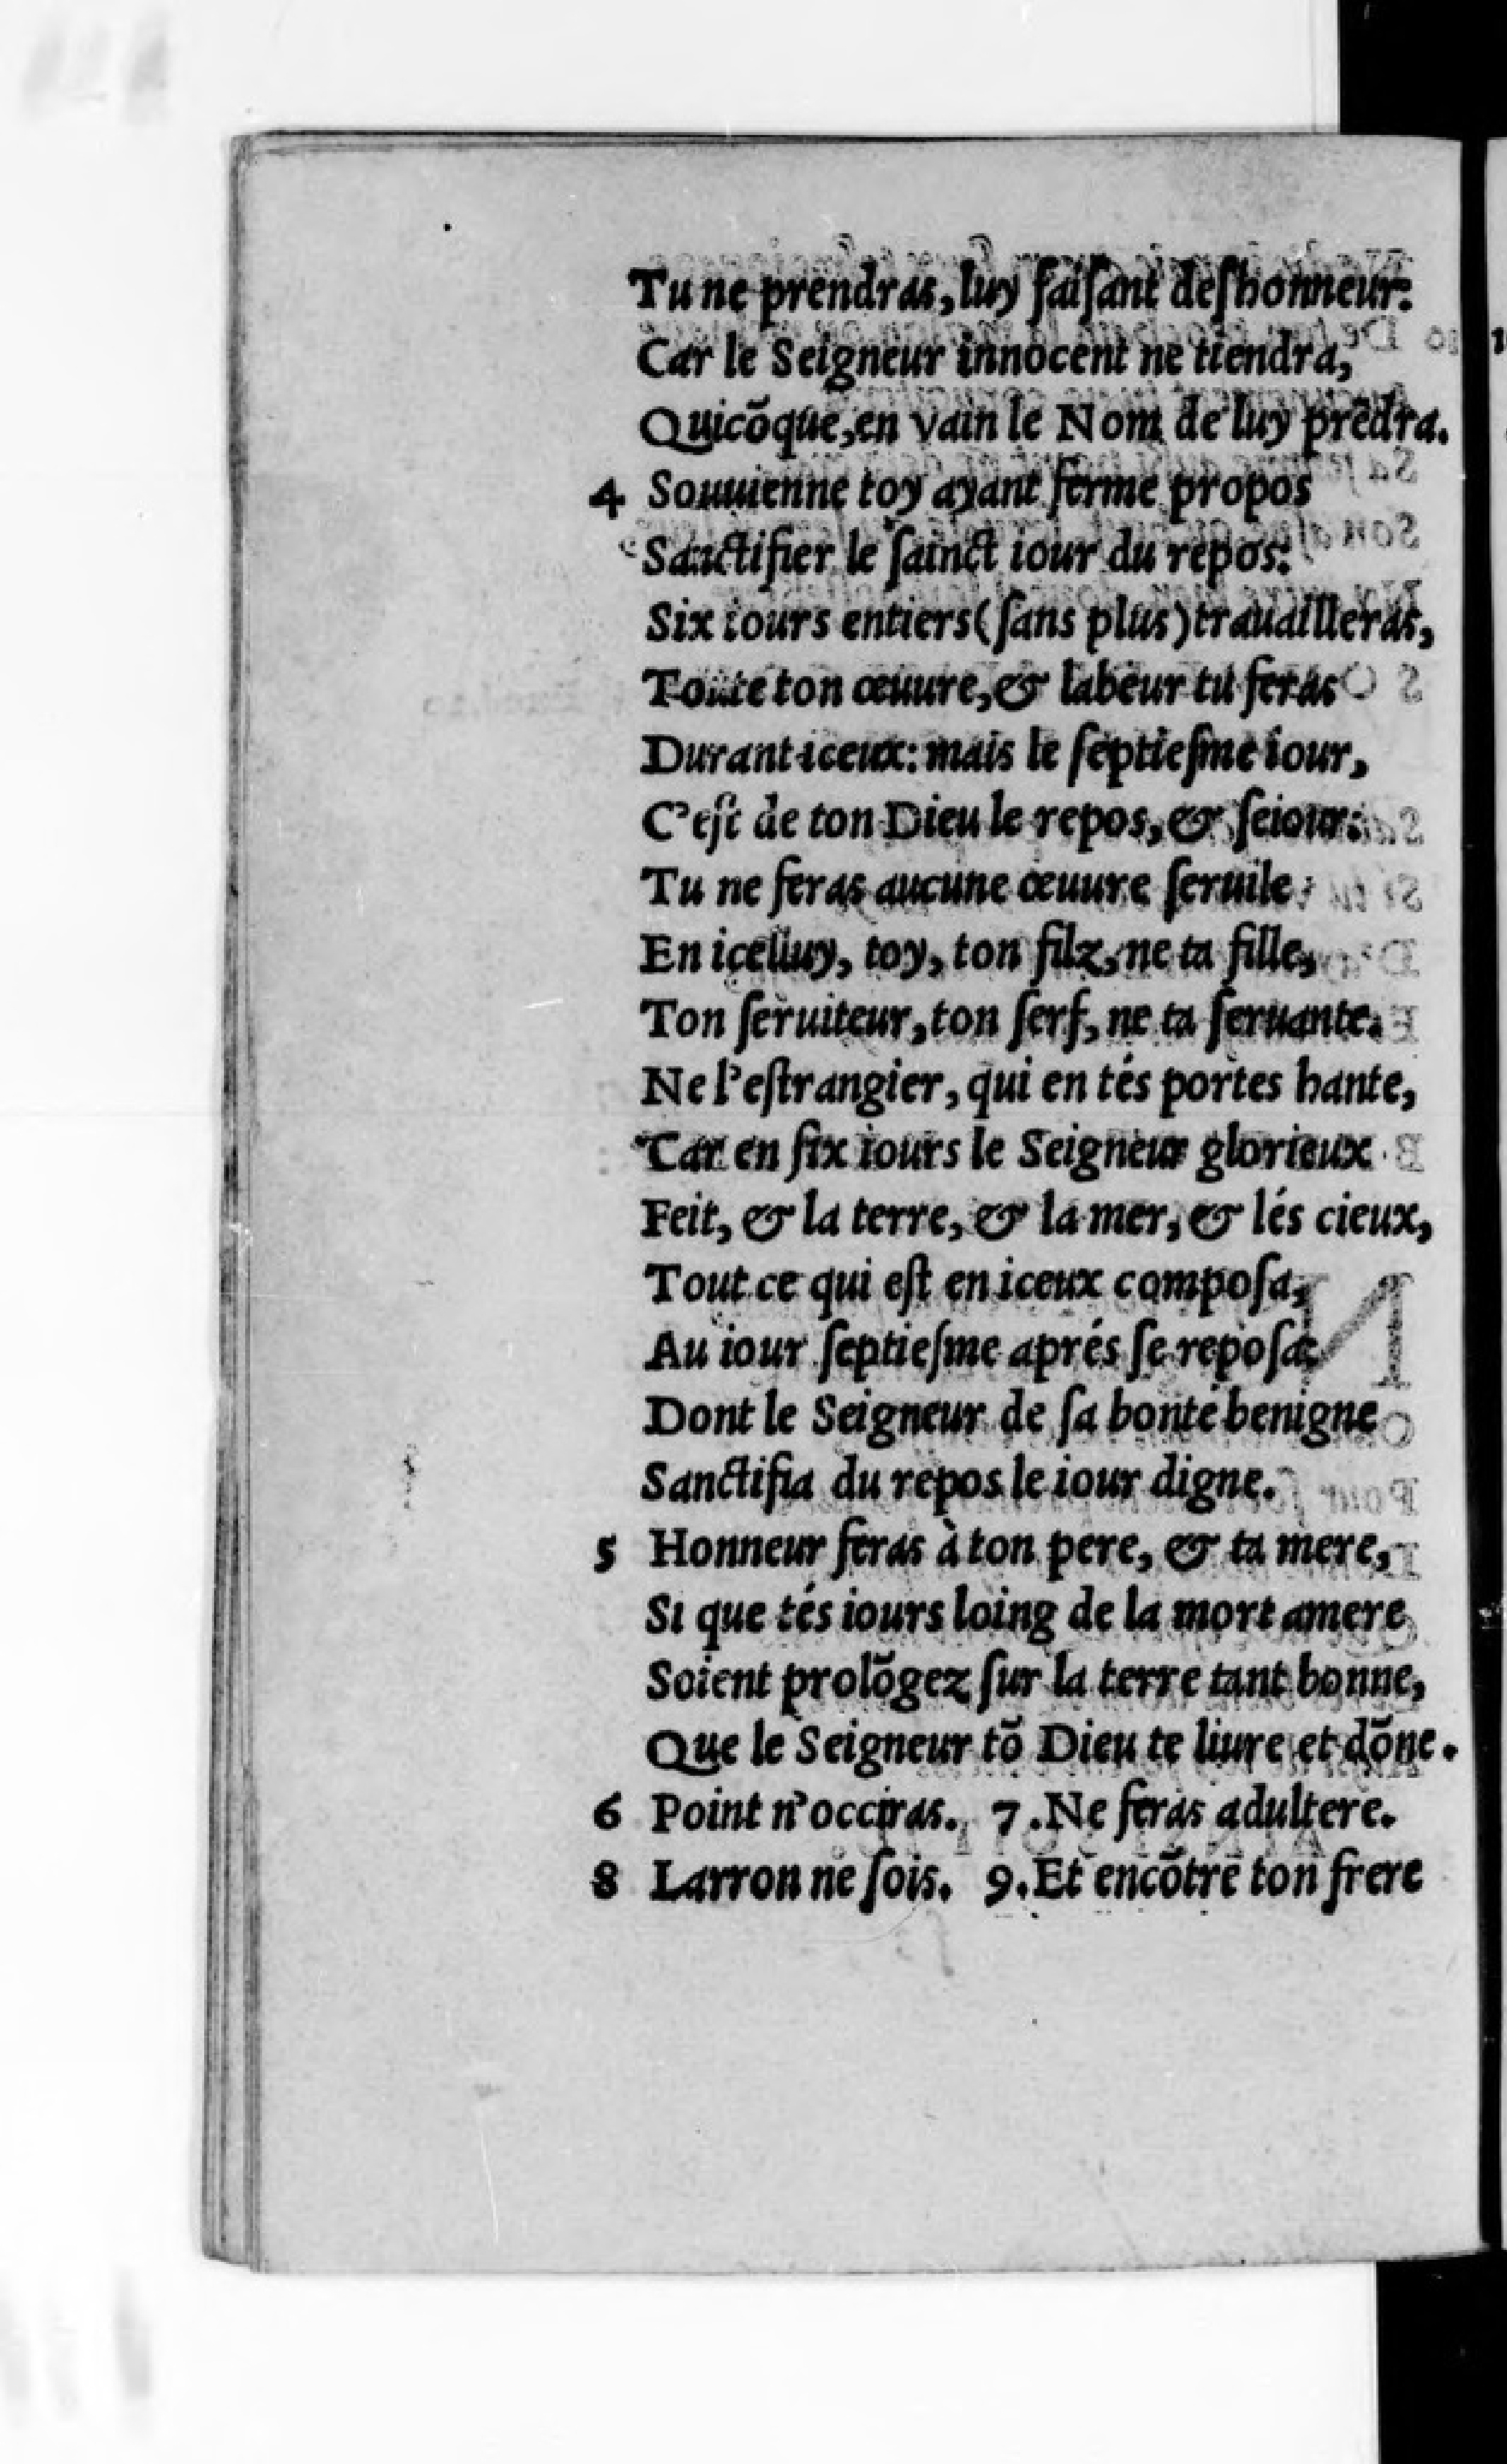 Tu ne prendras, luy faiſant deſhonneur:
Car le Seigneur innocent ne tiendra,
Quicõque, en vain le Nom de luy prẽdra.
4 Souuienne toy ayant ferme propos
Sanctifier le ſainct iour du repos:
Six iours entiers (ſans plus) trauailleras,
Toute ton œuure, & labeur tu feras
Durant iceux: mais le ſeptieſme iour,
C'eſt de ton Dieu le repos, & ſeiour:
Tu ne feras aucune œuure ſeruile
En icelluy, toy, ton filz, ne ta fille,
Ton ſeruiteur, ton ſerf, ne ta ſeruante.
Ne l'eſtrangier, qui en tés portes hante,
Car en ſix iours le Seigneur glorieux
Feit, & la terre, & la mer, & lés cieux,
Tout ce qui eſt en iceux compoſa,
Au iour ſeptieſme aprés ſe repoſa:
Dont le Seigneur de ſa bonté benigne
Sanctifia du repos le iour digne.
5 Honneur feras à ton pere, & ta mere,
Si que tés iours loing de la mort amere
Soient prolõgez ſur la terre tant bonne,
Que le Seigneur tõ Dieu te liure et dõne.
6 Point n'occiras. 7. Ne feras adultere.
8 Larron ne ſois. 9. Et encõtre ton frere